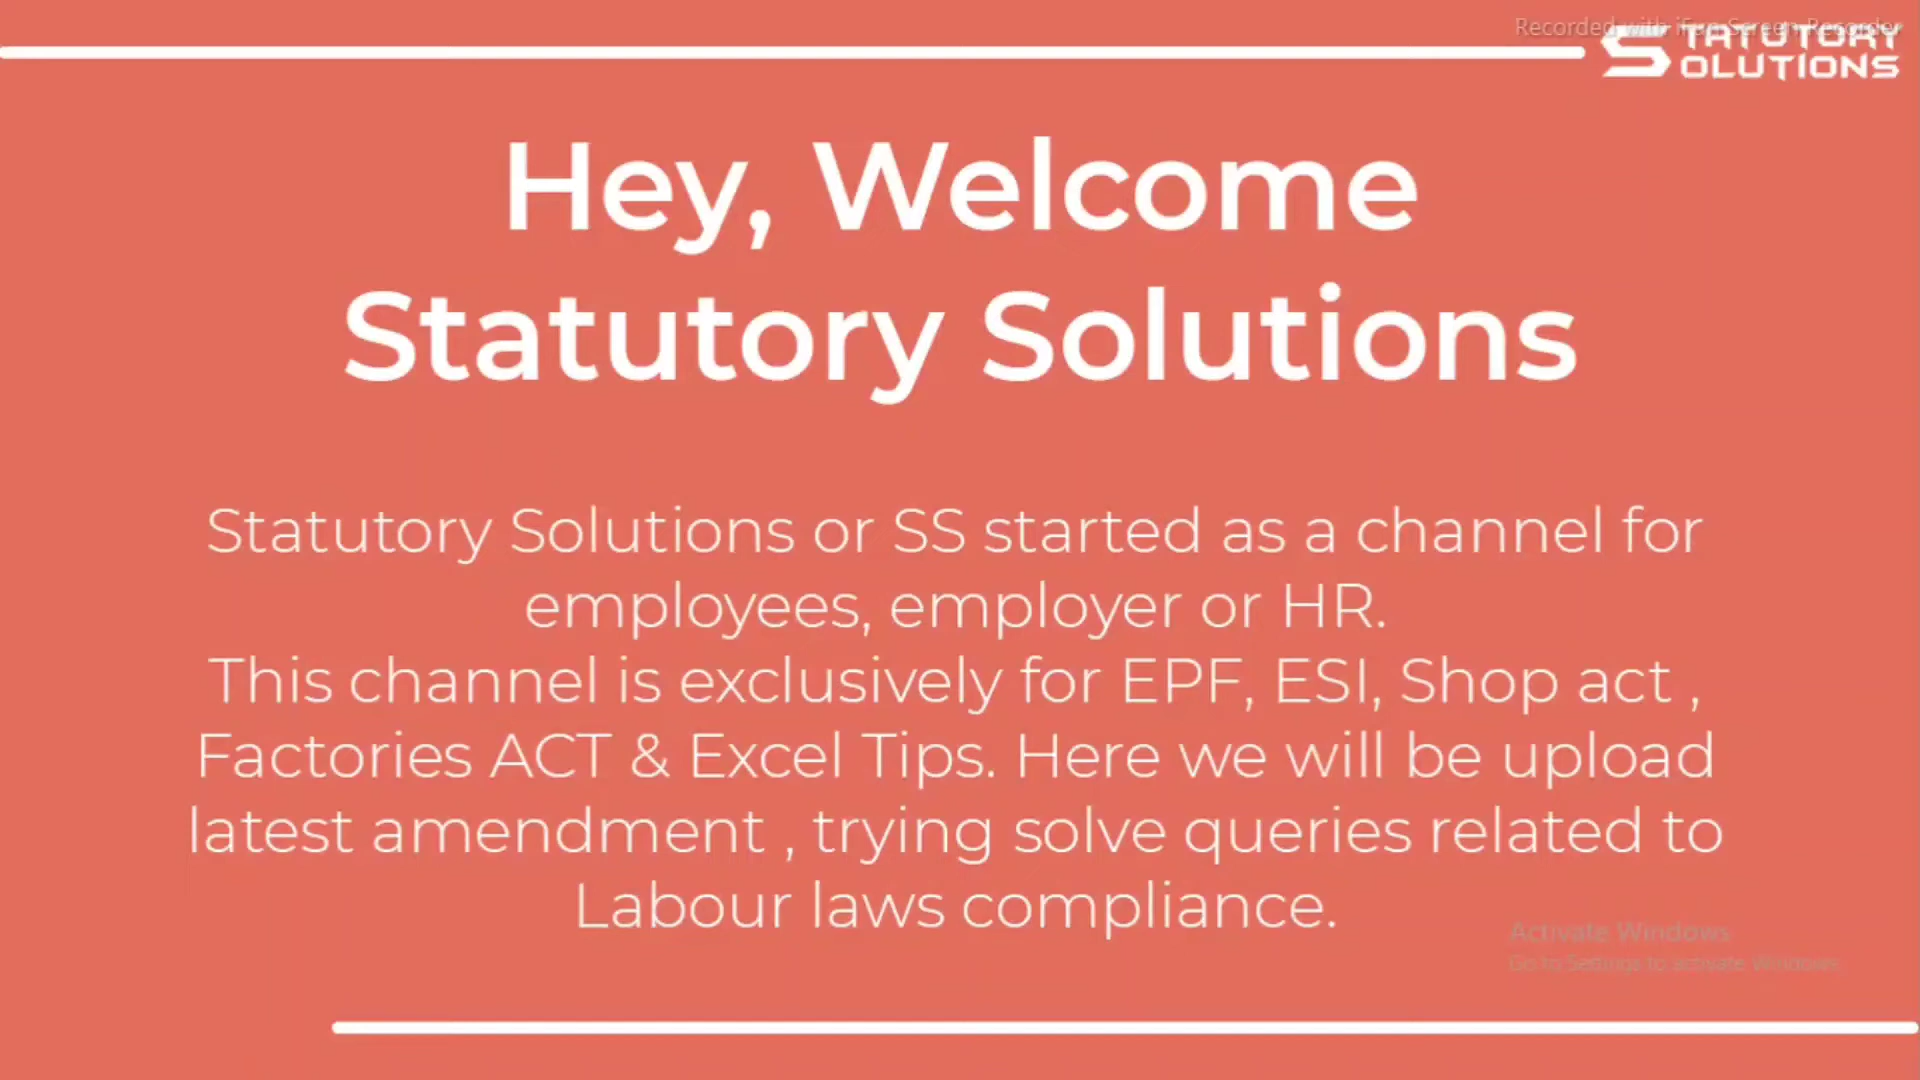 Recorded with iFun Screen Recorder
STATUTORY
SOLUTIONS
Hey, Welcome
Statutory Solutions
Statutory Solutions or SS started as a channel for
employees, employer or HR.
This channel is exclusively for EPF, ESI, Shop act ,
Factories ACT & Excel Tips. Here we will be upload
latest amendment , trying solve queries related to
Labour laws compliance.
Activate Windows
Go to Settings to activate Windows.